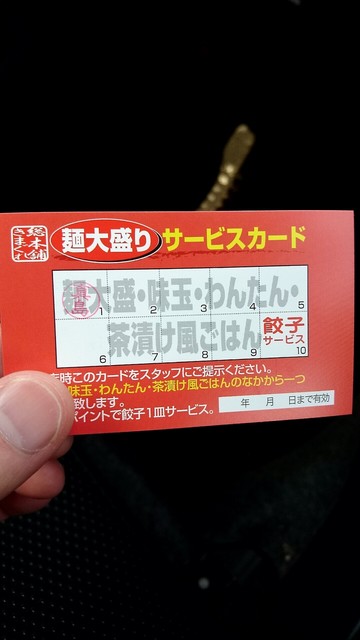 総本舗
きまぐれ
麺大盛り サービスカード
麺大盛・味玉・わんたん・
1 2 3 4 5
茶漬け風ごはん
餃子
サービス
6 7 8 9 10
時このカードをスタッフにご提示ください。
味玉・わんたん・茶漬け風ごはんのなかから一つ
致します。
ポイントで餃子1皿サービス。
年 月 日まで有効